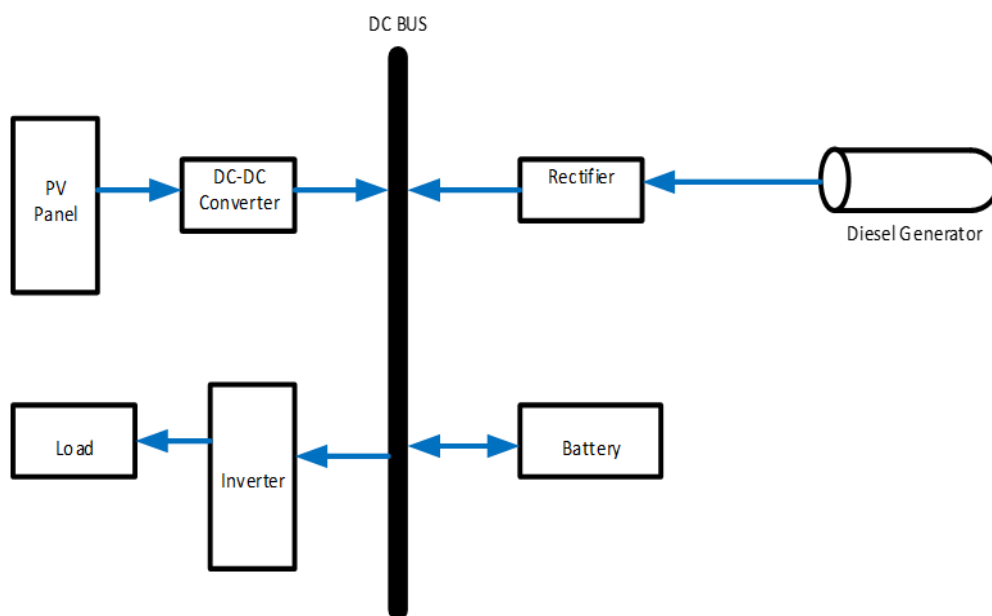 DC BUS
PV
Panel
DC-DC
Converter
Rectifier
Diesel Generator
Load
Inverter
Battery